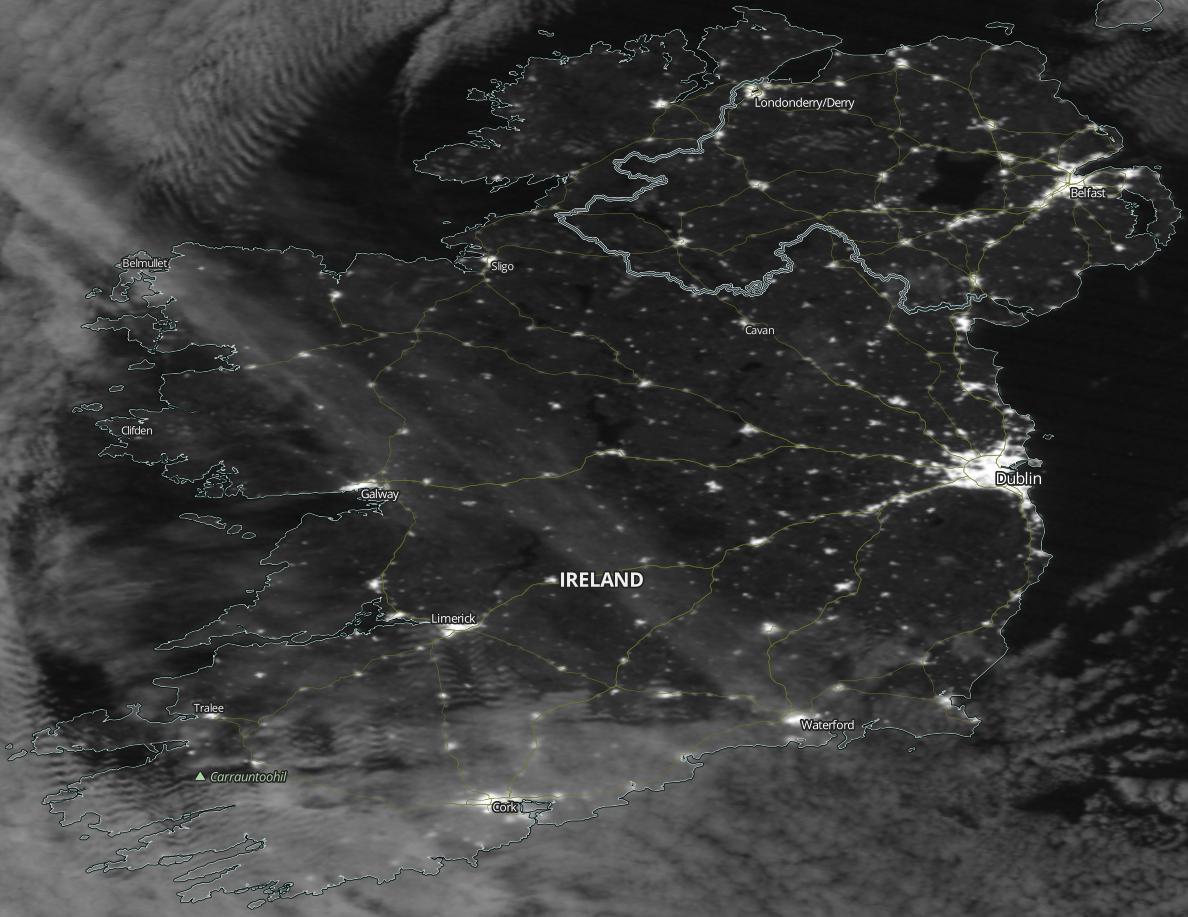 Londonderry/Derry
Belfast
Belmullet
Sligo
Cavan
Clifden
Galway
Dublin
IRELAND
Limerick
Tralee
Waterford
Carrauntoohil
Cork